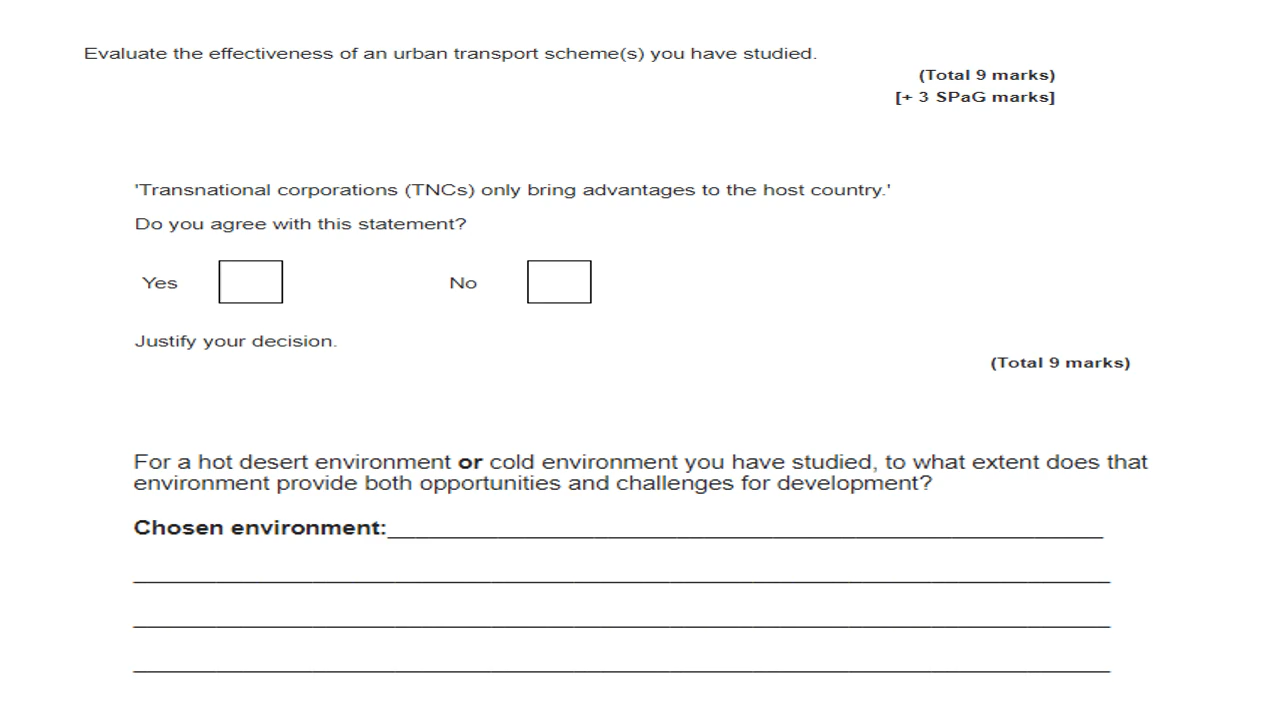 Evaluate the effectiveness of an urban transport scheme(s) you have studied.
(Total 9 marks)
[+ 3 SPaG marks]
'Transnational corporations (TNCs) only bring advantages to the host country.'
Do you agree with this statement?
Yes No
Justify your decision.
(Total 9 marks)
For a hot desert environment or cold environment you have studied, to what extent does that
environment provide both opportunities and challenges for development?
Chosen environment: